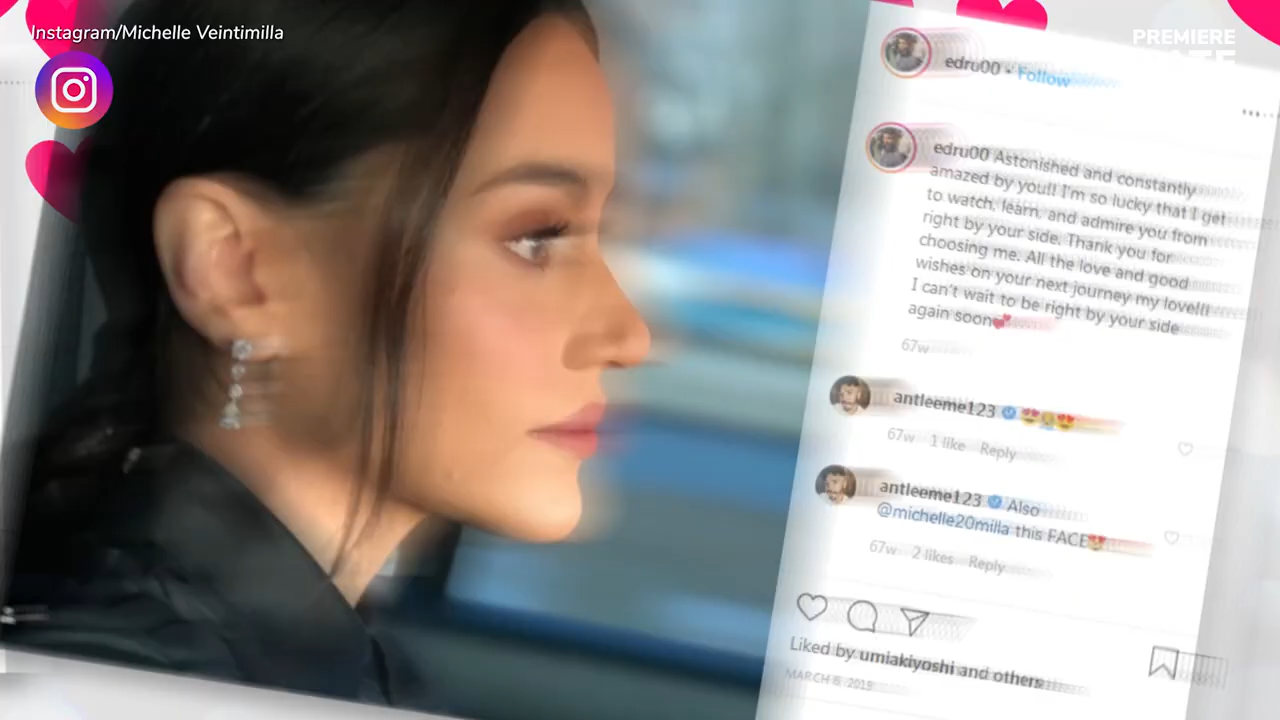 Instagram/Michelle Veintimilla
PREMIERE
edru00 • Follow
edru00 Astonished and constantly
amazed by you!! I'm so lucky that I get
to watch, learn, and admire you from
right by your side. Thank you for
choosing me. All the love and good
wishes on your next journey my love!!!
I can't wait to be right by your side
again soon💕
67w
antleeme123 😍😭😍
67w 1 like Reply
antleeme123 Also
@michelle20milla this FACE😍
67w 2 likes Reply
Liked by umiakiyoshi and others
MARCH 8, 2019